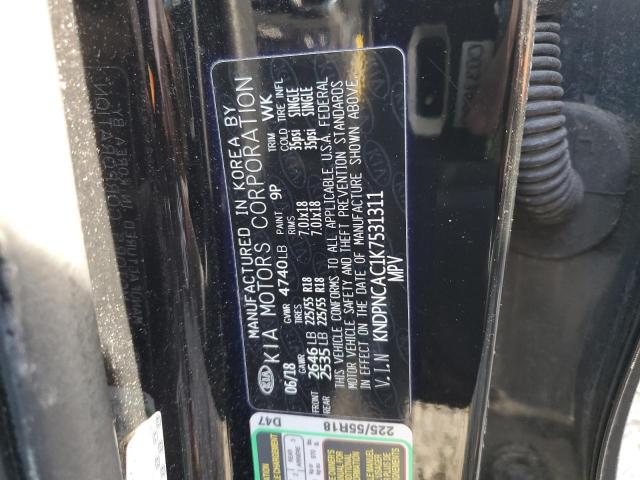 MANUFACTURED IN KOREA BY
KIA MOTORS CORPORATION
06/18 GVWR 4740LB PAINT 9P TRIM WK
GAWR TIRES RIMS COLD TIRE INFL
FRONT 2646LB 225/55 R18 7.0Jx18 35psi SINGLE
REAR 2535LB 225/55 R18 7.0Jx18 35psi SINGLE
THIS VEHICLE CONFORMS TO ALL APPLICABLE U.S.A. FEDERAL
MOTOR VEHICLE SAFETY AND THEFT PREVENTION STANDARDS
IN EFFECT ON THE DATE OF MANUFACTURE SHOWN ABOVE.
V.I.N KNDPNCAC1K7531311
MPV
KIA
D47
225/55R18